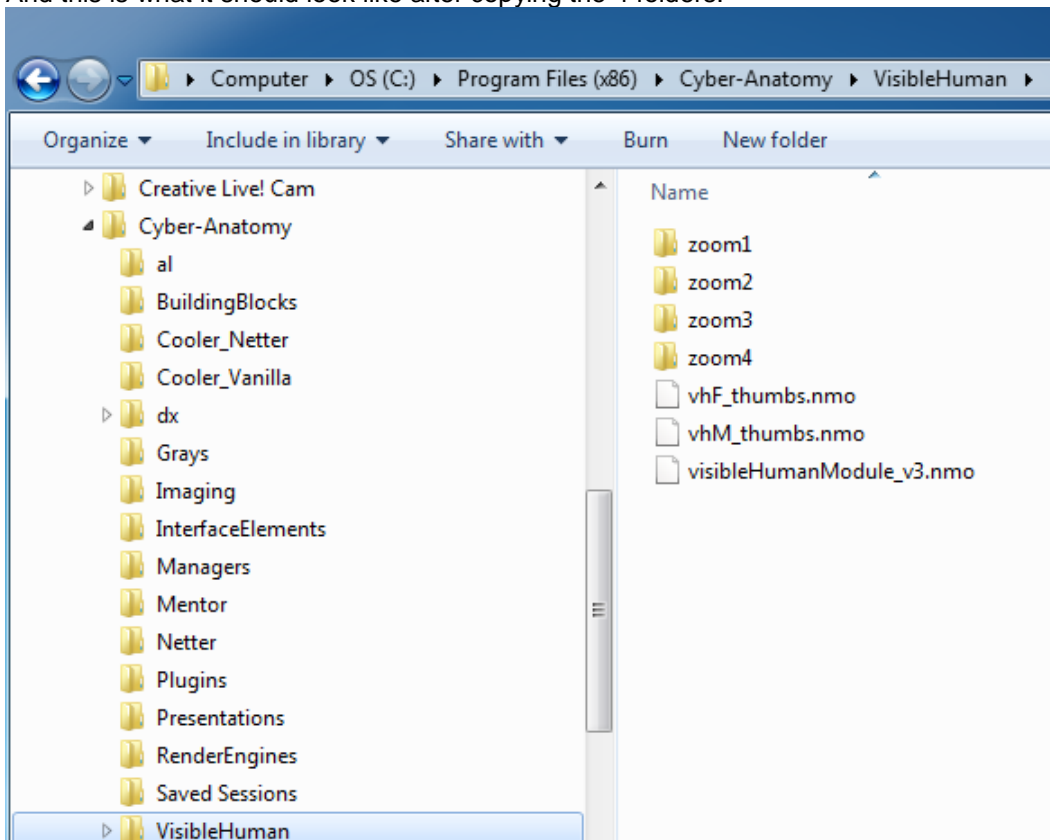 And this is what it should look like after copying the 4 folders:
Computer OS (C:) Program Files (x86) Cyber-Anatomy VisibleHuman
Organize Include in library Share with Burn New folder
Creative Live! Cam
Cyber-Anatomy
al
BuildingBlocks
Cooler_Netter
Cooler_Vanilla
dx
Grays
Imaging
InterfaceElements
Managers
Mentor
Netter
Plugins
Presentations
RenderEngines
Saved Sessions
VisibleHuman
Name
zoom1
zoom2
zoom3
zoom4
vhF_thumbs.nmo
vhM_thumbs.nmo
visibleHumanModule_v3.nmo